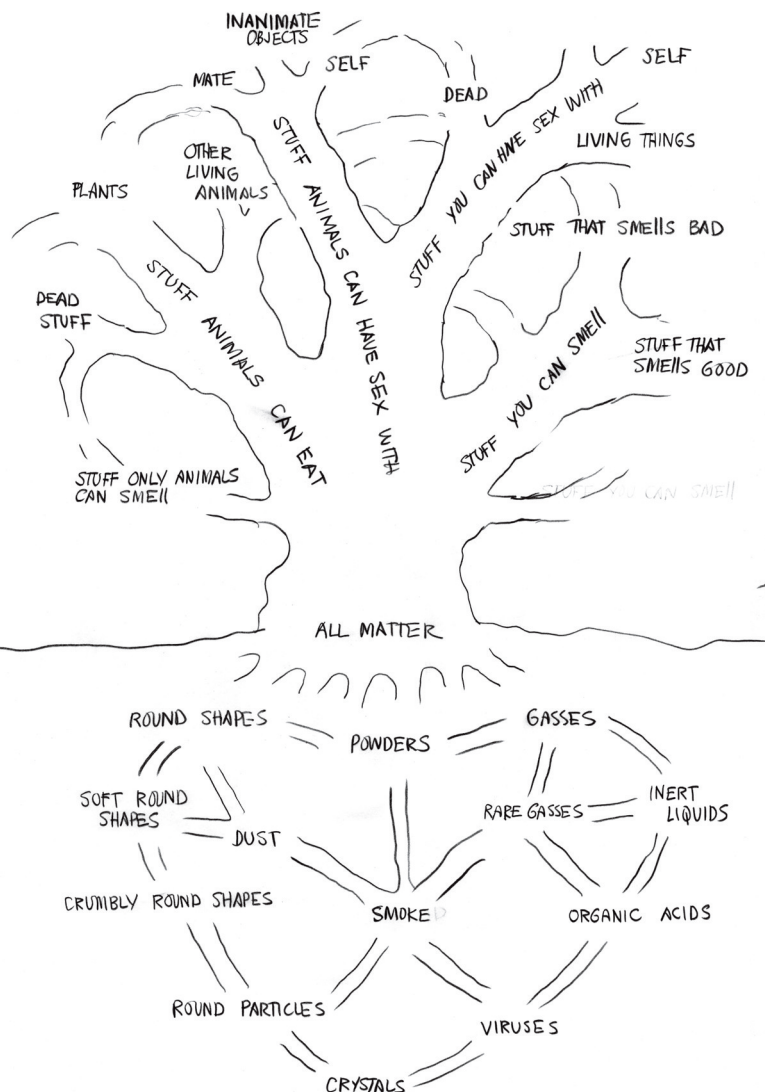 INANIMATE
OBJECTS
MATE
SELF
DEAD
SELF
LIVING THINGS
OTHER
LIVING
ANIMALS
PLANTS
STUFF ANIMALS CAN HAVE SEX WITH
STUFF YOU CAN HAVE SEX WITH
STUFF THAT SMELLS BAD
DEAD
STUFF
STUFF ANIMALS CAN EAT
STUFF THAT
SMELLS GOOD
STUFF YOU CAN SMELL
STUFF ONLY ANIMALS
CAN SMELL
STUFF YOU CAN SMELL
ALL MATTER
ROUND SHAPES
POWDERS
GASSES
SOFT ROUND
SHAPES
DUST
RARE GASSES
INERT
LIQUIDS
CRUMBLY ROUND SHAPES
SMOKED
ORGANIC ACIDS
ROUND PARTICLES
VIRUSES
CRYSTALS